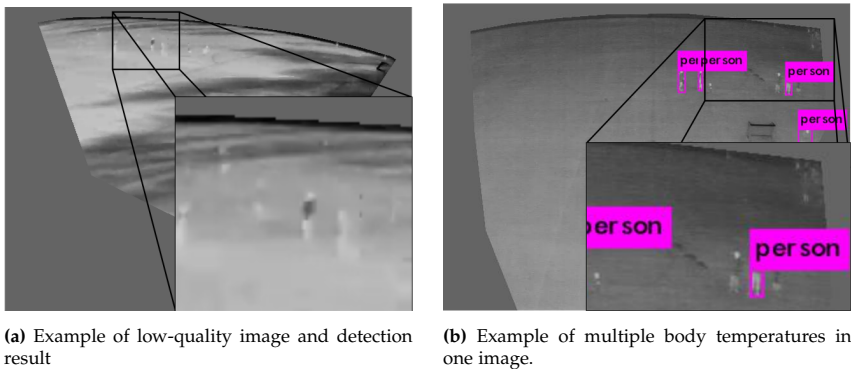 per person
person
person
person
person
(a) Example of low-quality image and detection
result
(b) Example of multiple body temperatures in
one image.